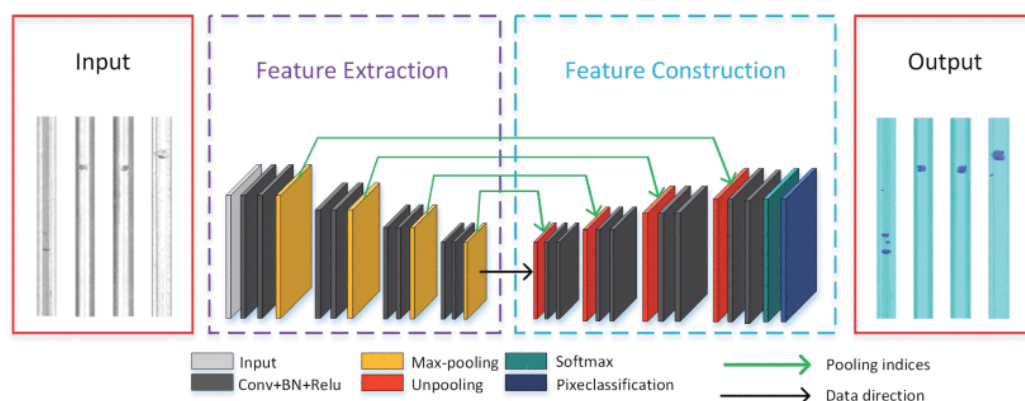 Input
Feature Extraction
Feature Construction
Output
Input
Max-pooling
Softmax
Pooling indices
Conv+BN+Relu
Unpooling
Pixeclassification
Data direction